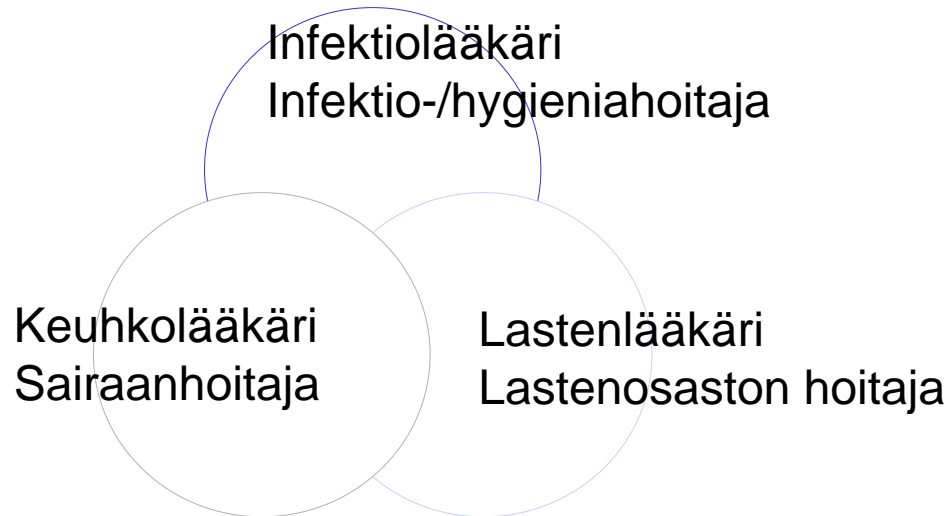 Infektiolääkäri
Infektio-/hygieniahoitaja
Keuhkolääkäri
Sairaanhoitaja
Lastenlääkäri
Lastenosaston hoitaja